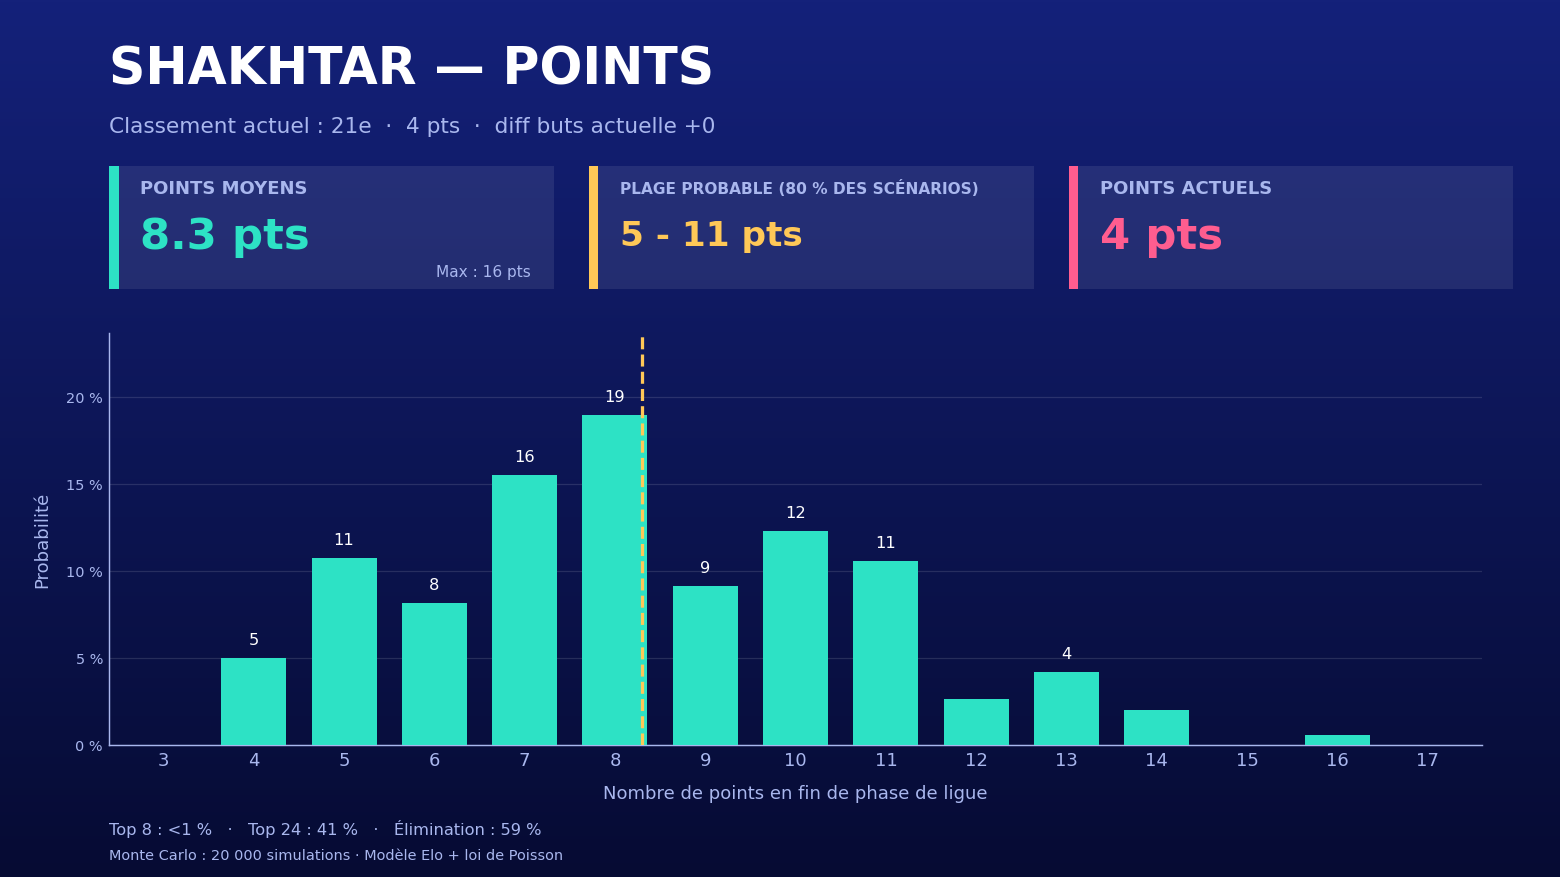 SHAKHTAR — POINTS
Classement actuel : 21e · 4 pts · diff buts actuelle +0
POINTS MOYENS
8.3 pts
Max : 16 pts
PLAGE PROBABLE (80 % DES SCÉNARIOS)
5 - 11 pts
POINTS ACTUELS
4 pts
Probabilité
20 %
15 %
10 %
5 %
0 %
5
11
8
16
19
9
12
11
4
3 4 5 6 7 8 9 10 11 12 13 14 15 16 17
Nombre de points en fin de phase de ligue
Top 8 : <1 % · Top 24 : 41 % · Élimination : 59 %
Monte Carlo : 20 000 simulations · Modèle Elo + loi de Poisson